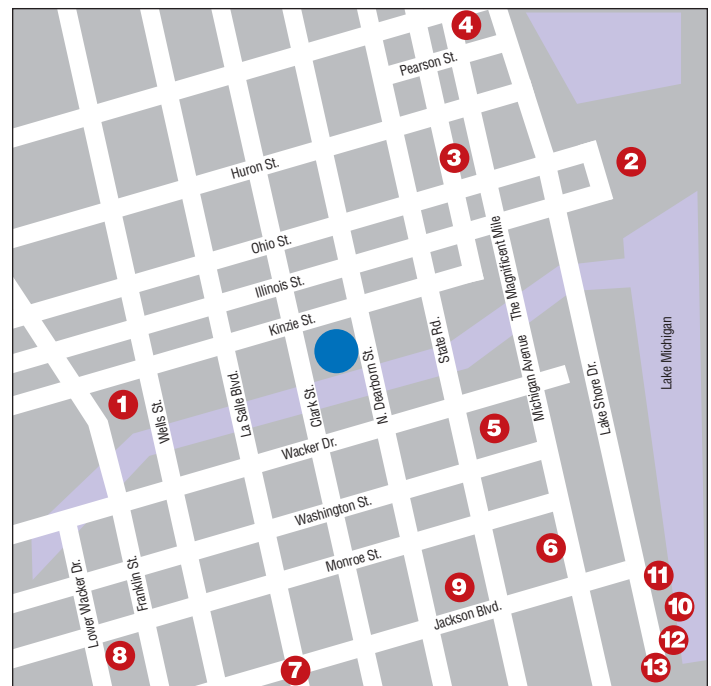 4
Pearson St.
3
2
Huron St.
Ohio St.
The Magnificent Mile
Illinois St.
Kinzie St.
State Rd.
Lake Michigan
N. Dearborn St.
Lake Shore Dr.
Michigan Avenue
1
Wells St.
La Salle Blvd.
Clark St.
5
Wacker Dr.
Washington St.
6
Monroe St.
Lower Wacker Dr.
Franklin St.
9
11
10
Jackson Blvd.
12
8
7
13